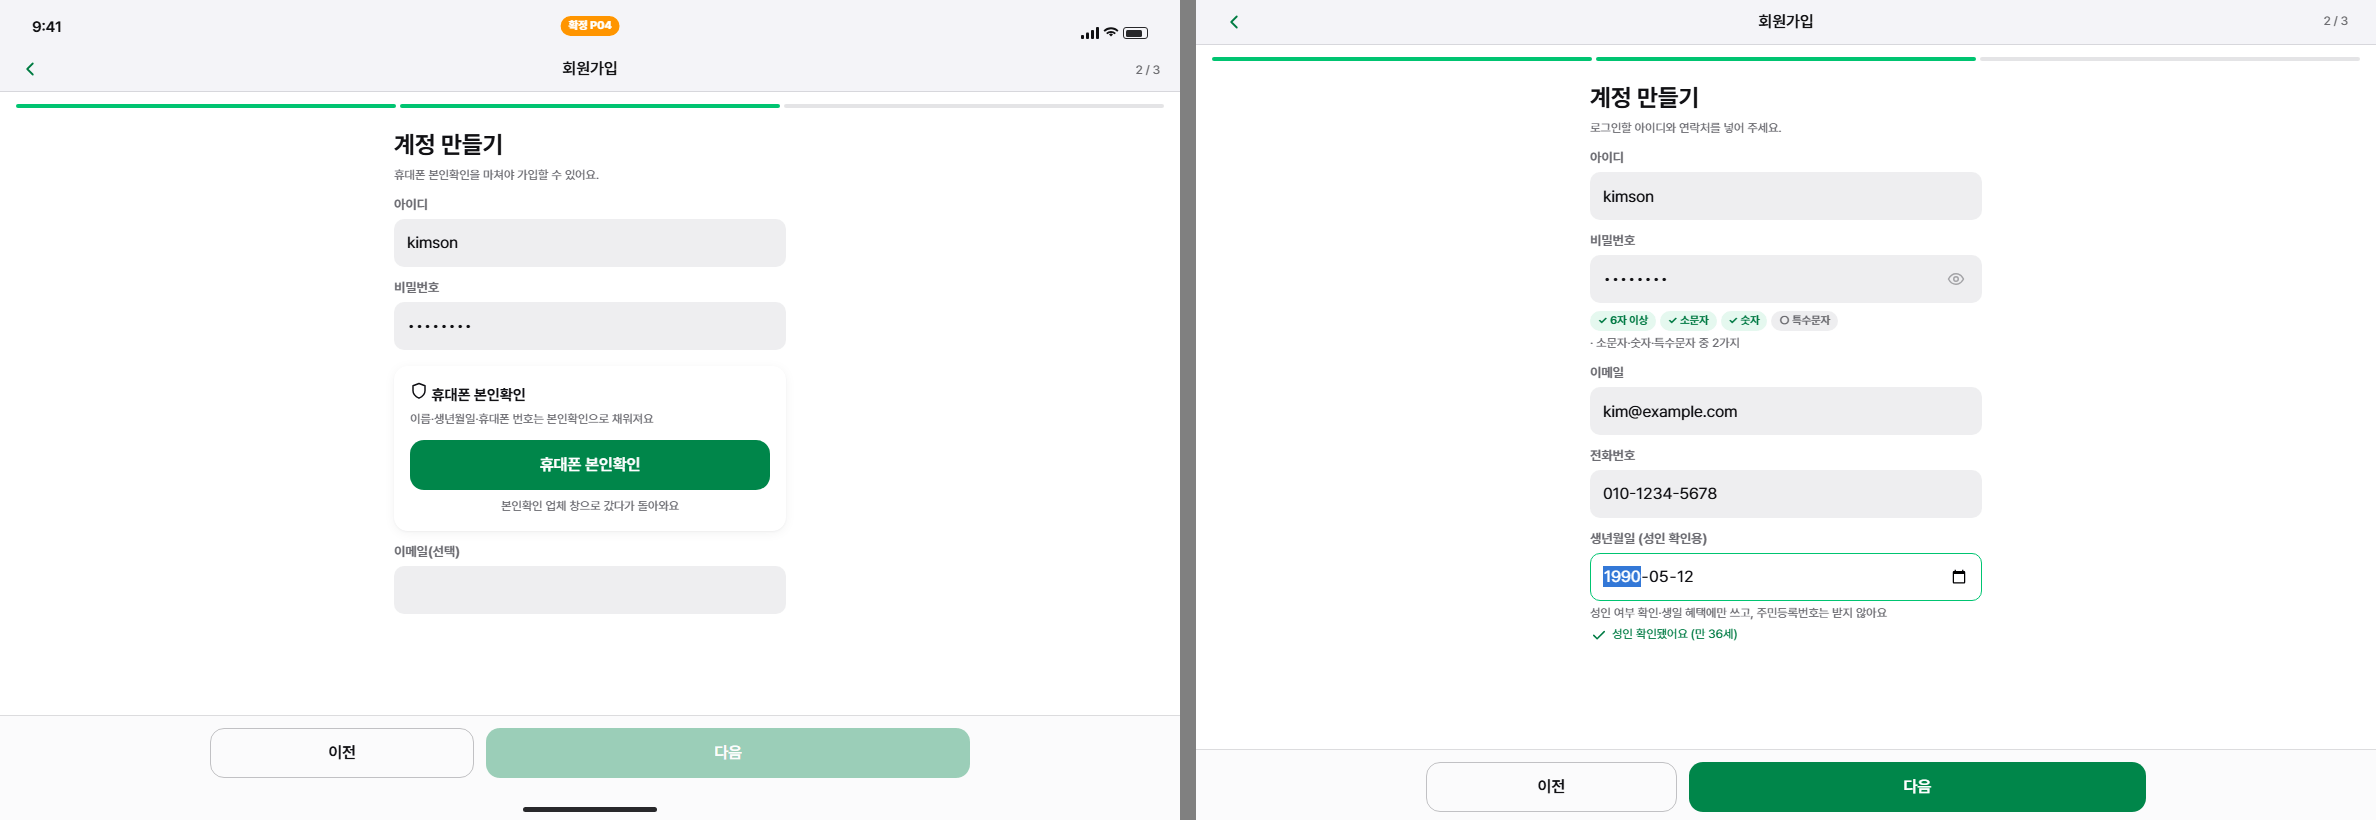 9:41
확정 P04
회원가입
2 / 3
계정 만들기
휴대폰 본인확인을 마쳐야 가입할 수 있어요.
아이디
kimson
비밀번호
••••••••
휴대폰 본인확인
이름·생년월일·휴대폰 번호는 본인확인으로 채워져요
휴대폰 본인확인
본인확인 업체 창으로 갔다가 돌아와요
이메일(선택)
이전
다음
회원가입
2 / 3
계정 만들기
로그인할 아이디와 연락처를 넣어 주세요.
아이디
kimson
비밀번호
••••••••
✓ 6자 이상 ✓ 소문자 ✓ 숫자 ○ 특수문자
· 소문자·숫자·특수문자 중 2가지
이메일
kim@example.com
전화번호
010-1234-5678
생년월일 (성인 확인용)
1990-05-12
성인 여부 확인·생일 혜택에만 쓰고, 주민등록번호는 받지 않아요
✓ 성인 확인됐어요 (만 36세)
이전
다음